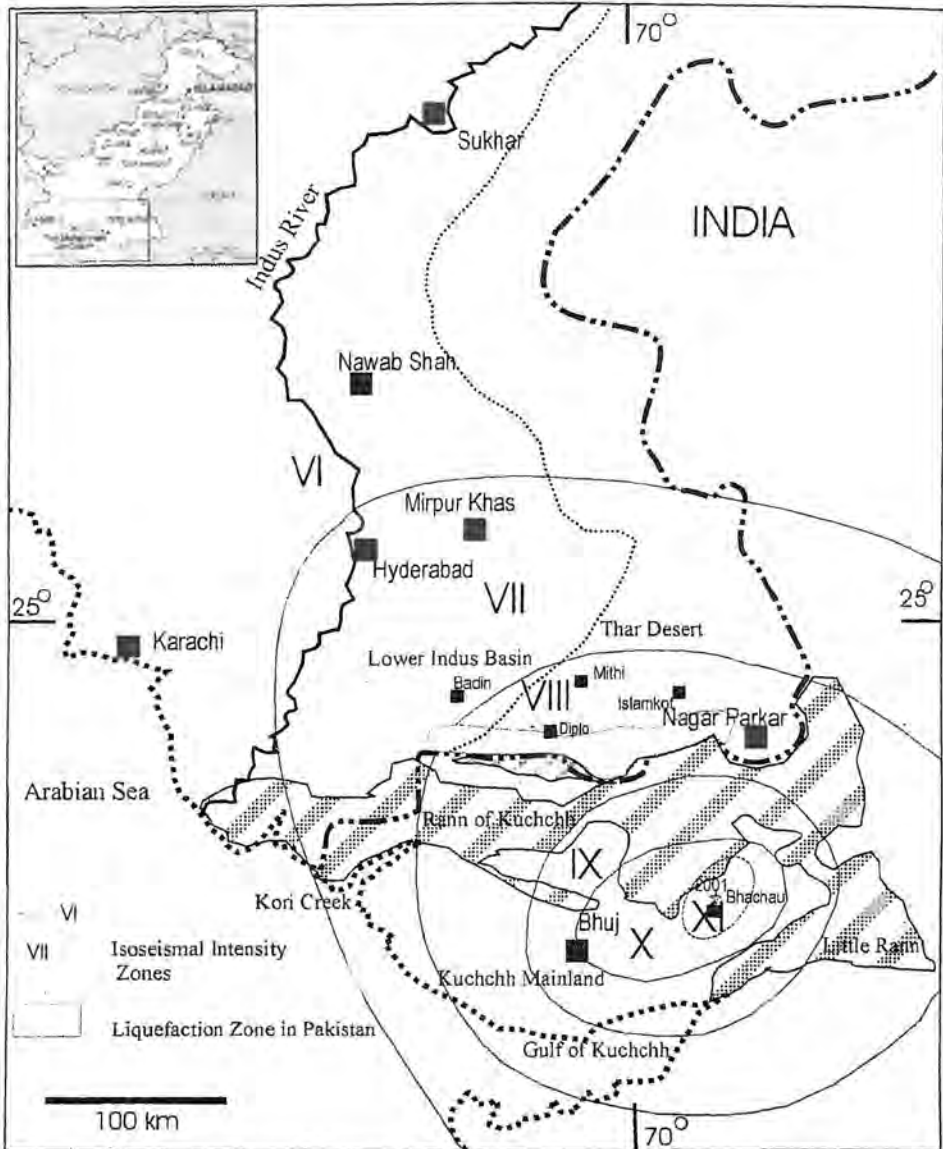 70°
Sukhar
Indus River
INDIA
Nawab Shah
VI
Mirpur Khas
Hyderabad
VII
25°
25°
Karachi
Thar Desert
Lower Indus Basin
Mithi
Badin
VIII
Islamkot
Nagar Parkar
Diplo
Arabian Sea
Rann of Kuchchh
IX
2001
Bhachau
Kori Creek
Bhuj
XI
X
Little Rann
Kuchchh Mainland
Gulf of Kuchchh
VI
VII
Isoseismal Intensity
Zones
Liquefaction Zone in Pakistan
100 km
70°